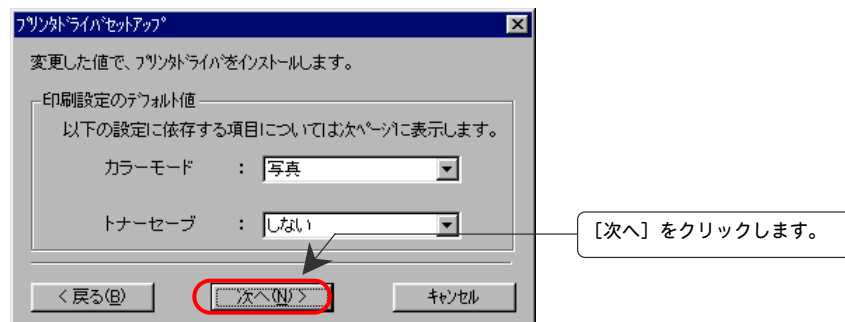 プリンタドライバセットアップ
変更した値で、プリンタドライバをインストールします。
印刷設定のデフォルト値
以下の設定に依存する項目については次ページに表示します。
カラーモード : 写真
トナーセーブ : しない
［次へ］をクリックします。
< 戻る(B) 次へ(N) > キャンセル